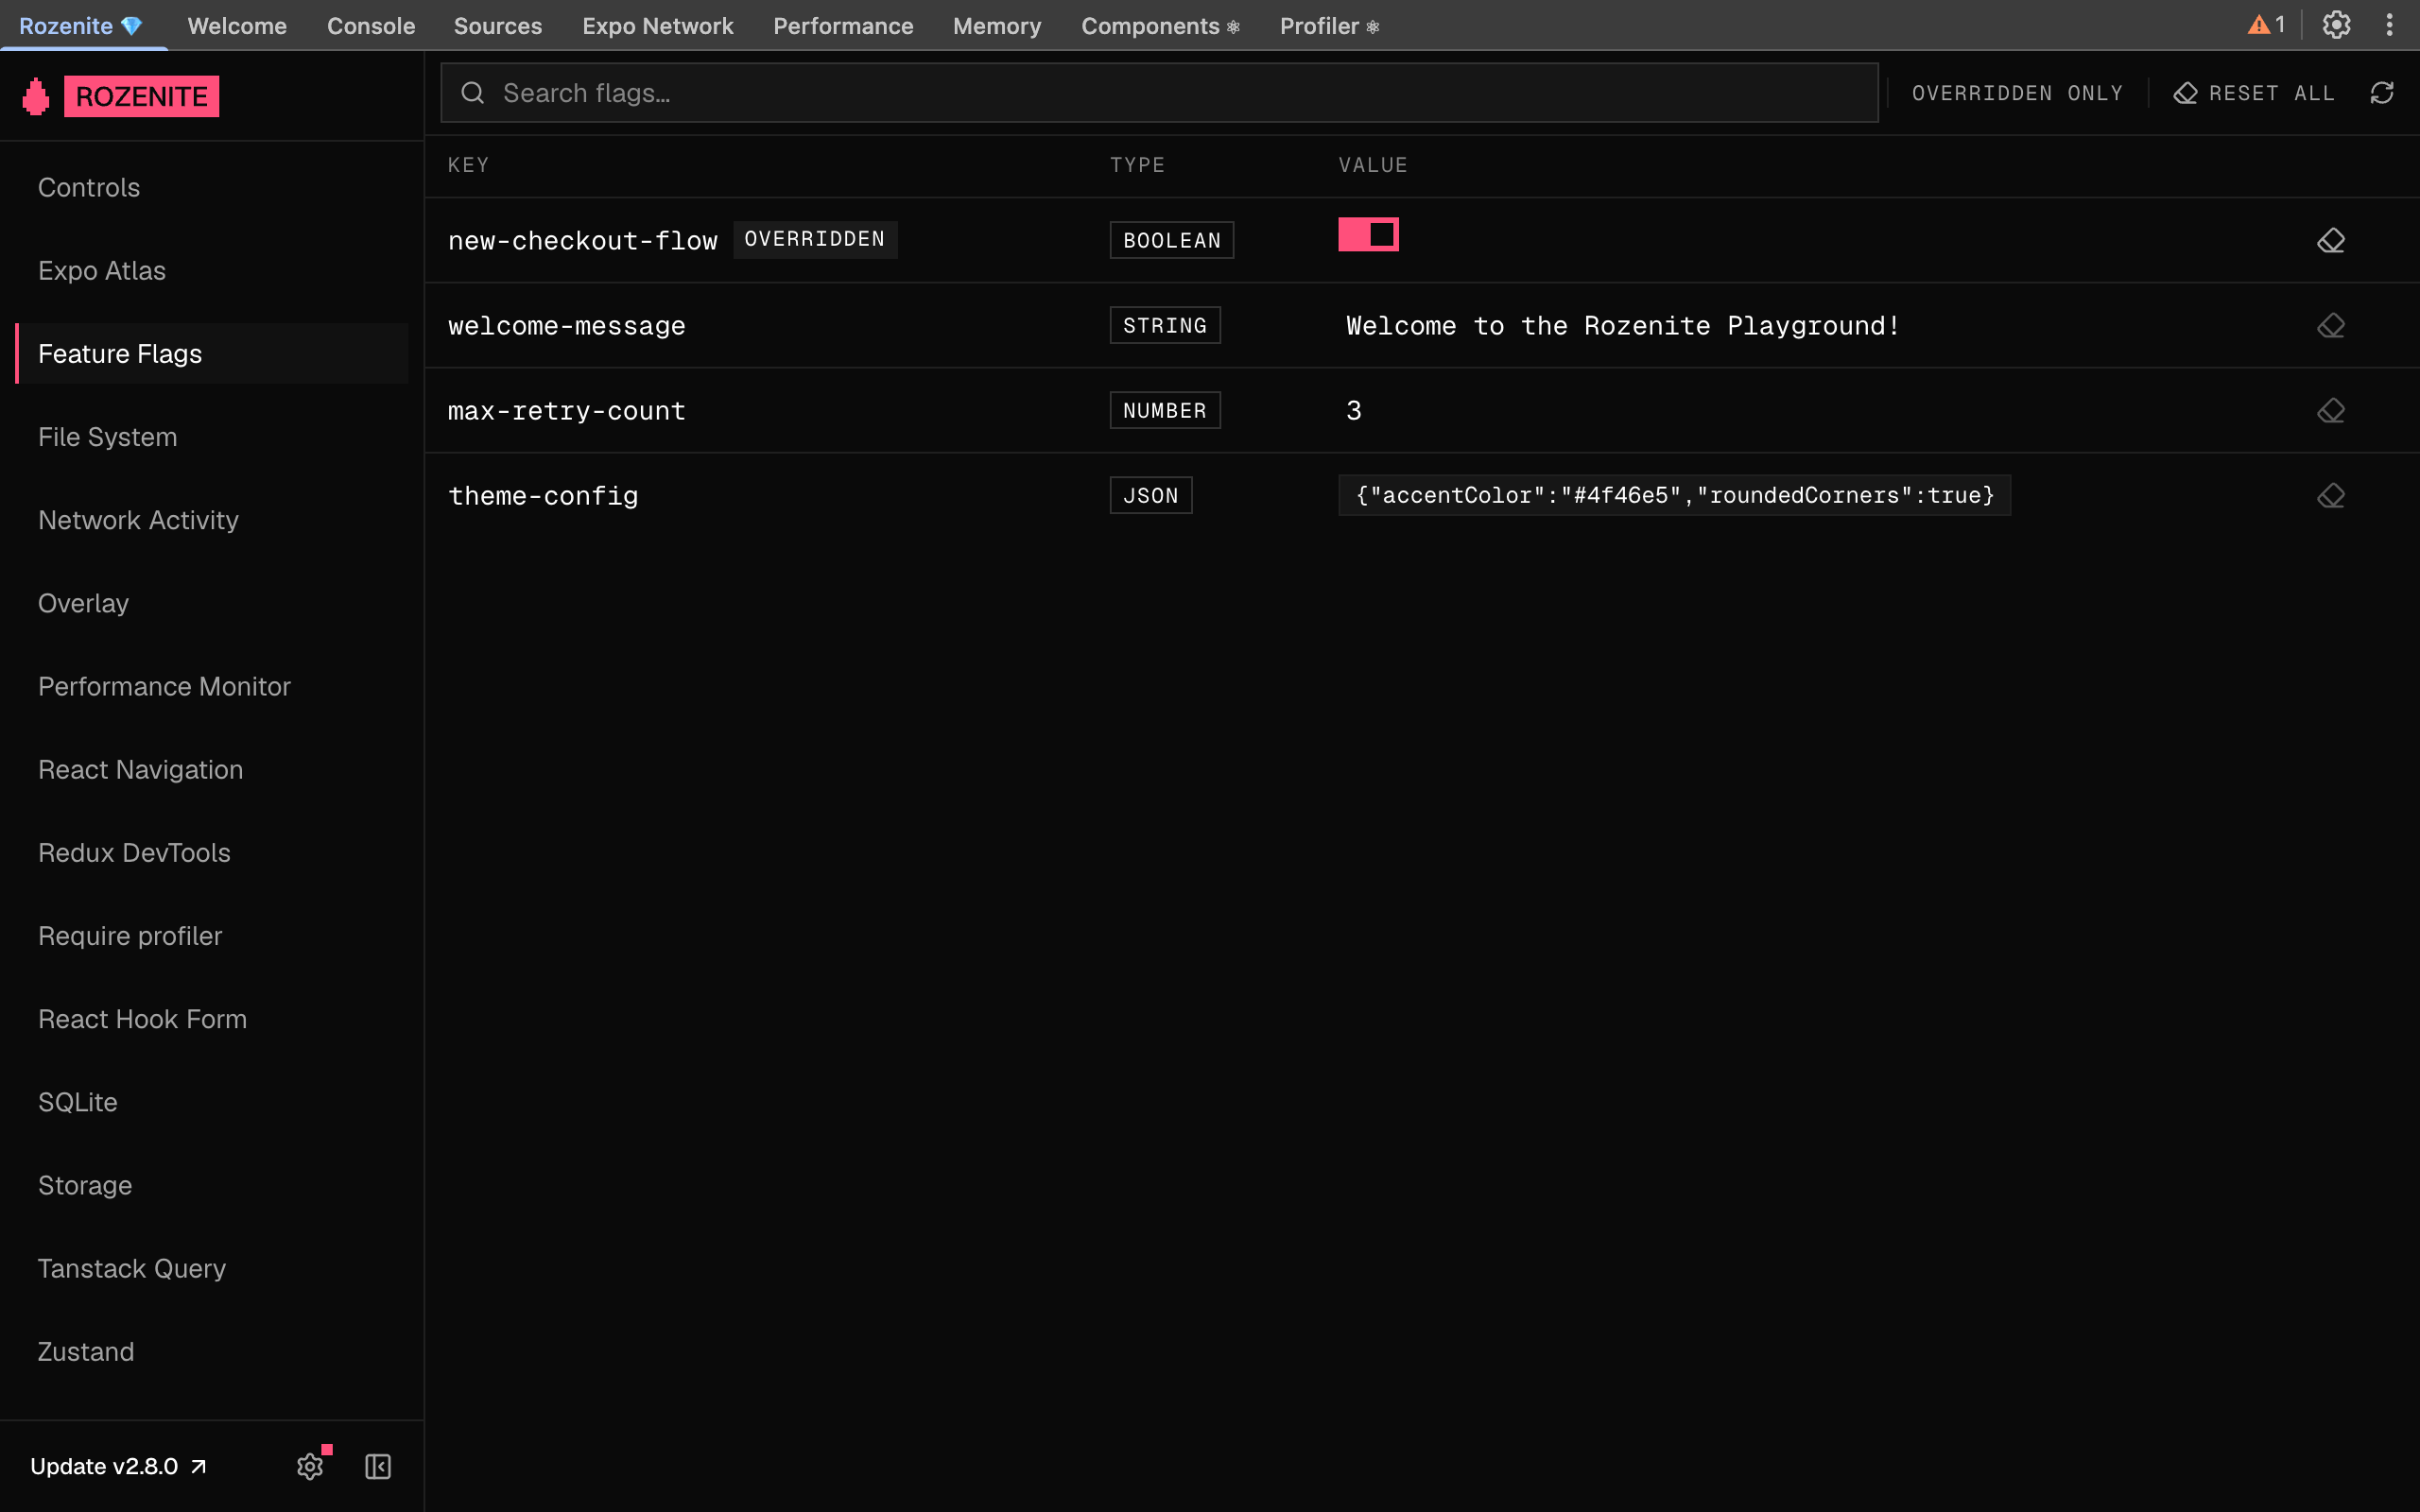 Rozenite 💎 Welcome Console Sources Expo Network Performance Memory Components ⚛ Profiler ⚛ 1
ROZENITE
Search flags...
OVERRIDDEN ONLY
RESET ALL
Controls
Expo Atlas
Feature Flags
File System
Network Activity
Overlay
Performance Monitor
React Navigation
Redux DevTools
Require profiler
React Hook Form
SQLite
Storage
Tanstack Query
Zustand
Update v2.8.0
KEY TYPE VALUE
new-checkout-flow OVERRIDDEN BOOLEAN
welcome-message STRING Welcome to the Rozenite Playground!
max-retry-count NUMBER 3
theme-config JSON {"accentColor":"#4f46e5","roundedCorners":true}